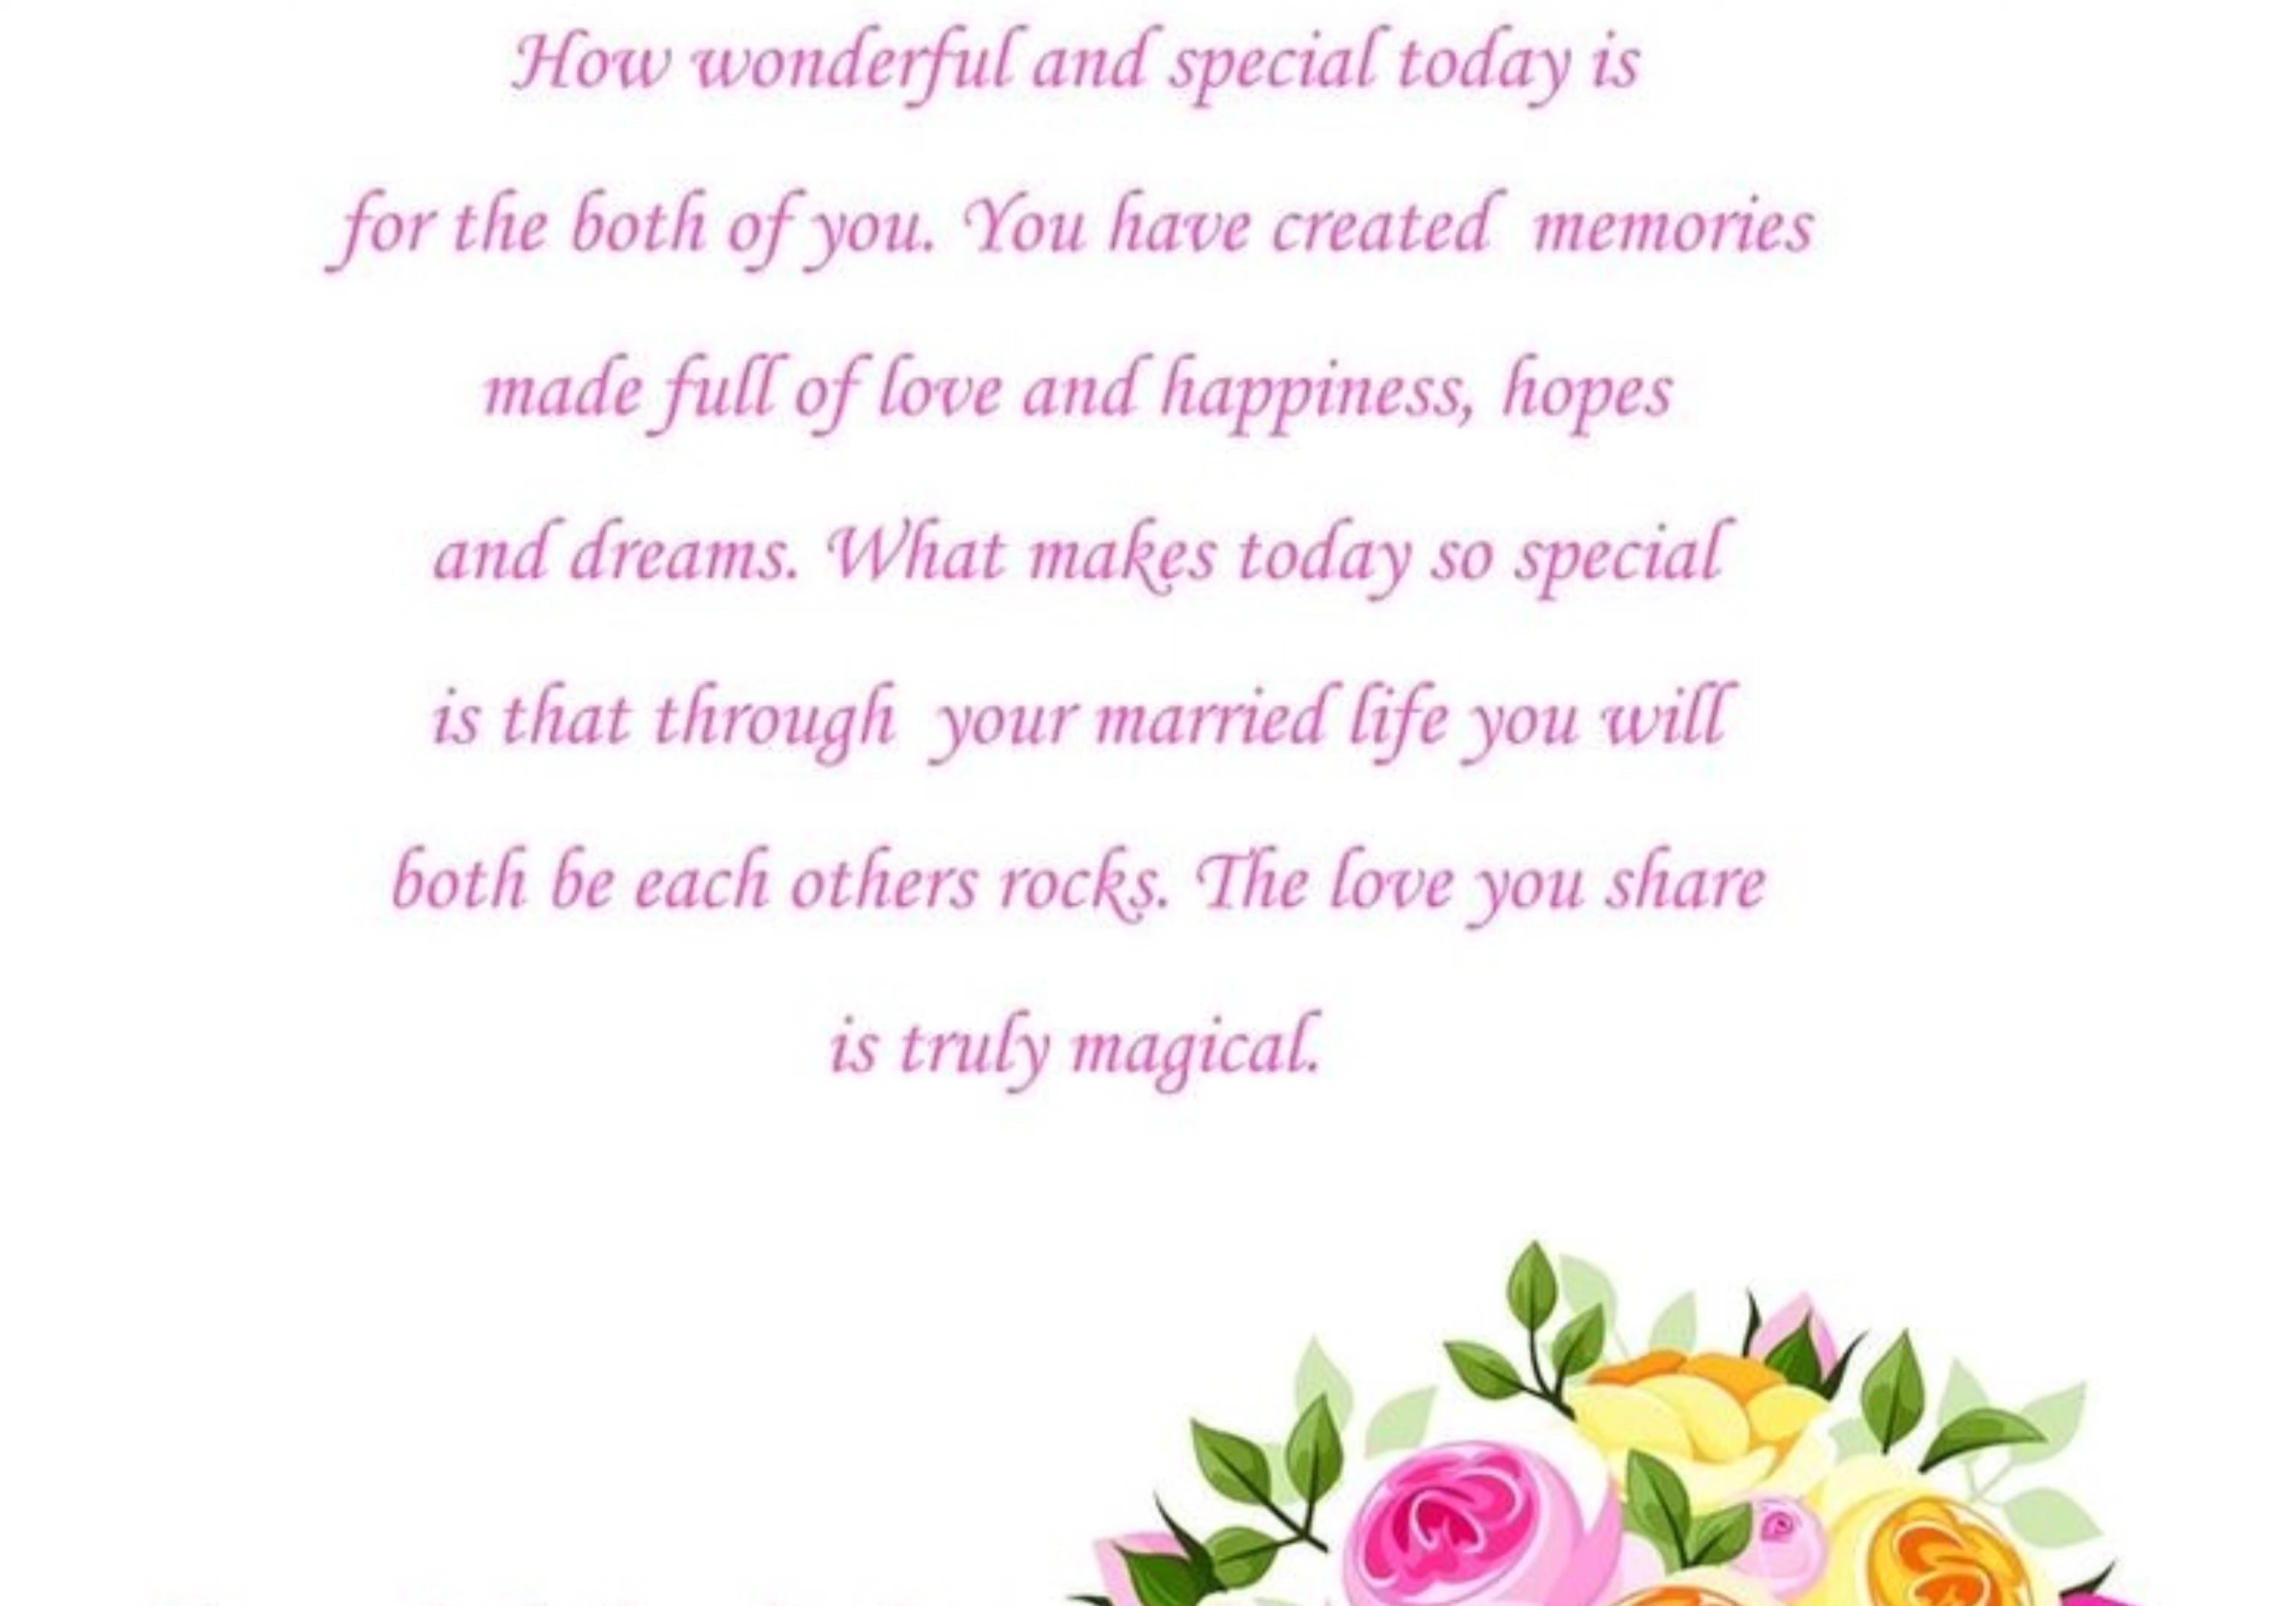 How wonderful and special today is
for the both of you. You have created memories
made full of love and happiness, hopes
and dreams. What makes today so special
is that through your married life you will
both be each others rocks. The love you share
is truly magical.